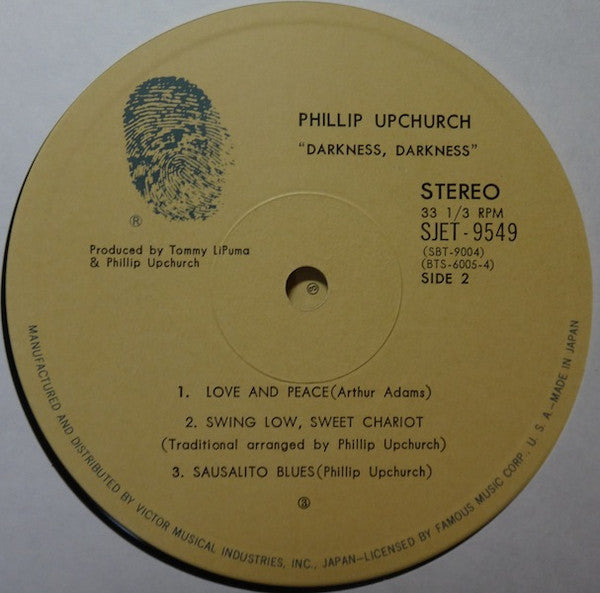 PHILLIP UPCHURCH
"DARKNESS, DARKNESS"
®
STEREO
33 1/3 RPM
SJET-9549
(SBT-9004)
(BTS-6005-4)
SIDE 2
Produced by Tommy LiPuma
& Phillip Upchurch
1. LOVE AND PEACE(Arthur Adams)
2. SWING LOW, SWEET CHARIOT
(Traditional arranged by Phillip Upchurch)
3. SAUSALITO BLUES(Phillip Upchurch)
③
MANUFACTURED AND DISTRIBUTED BY VICTOR MUSICAL INDUSTRIES, INC., JAPAN-LICENSED BY FAMOUS MUSIC CORP., U. S. A.-MADE IN JAPAN